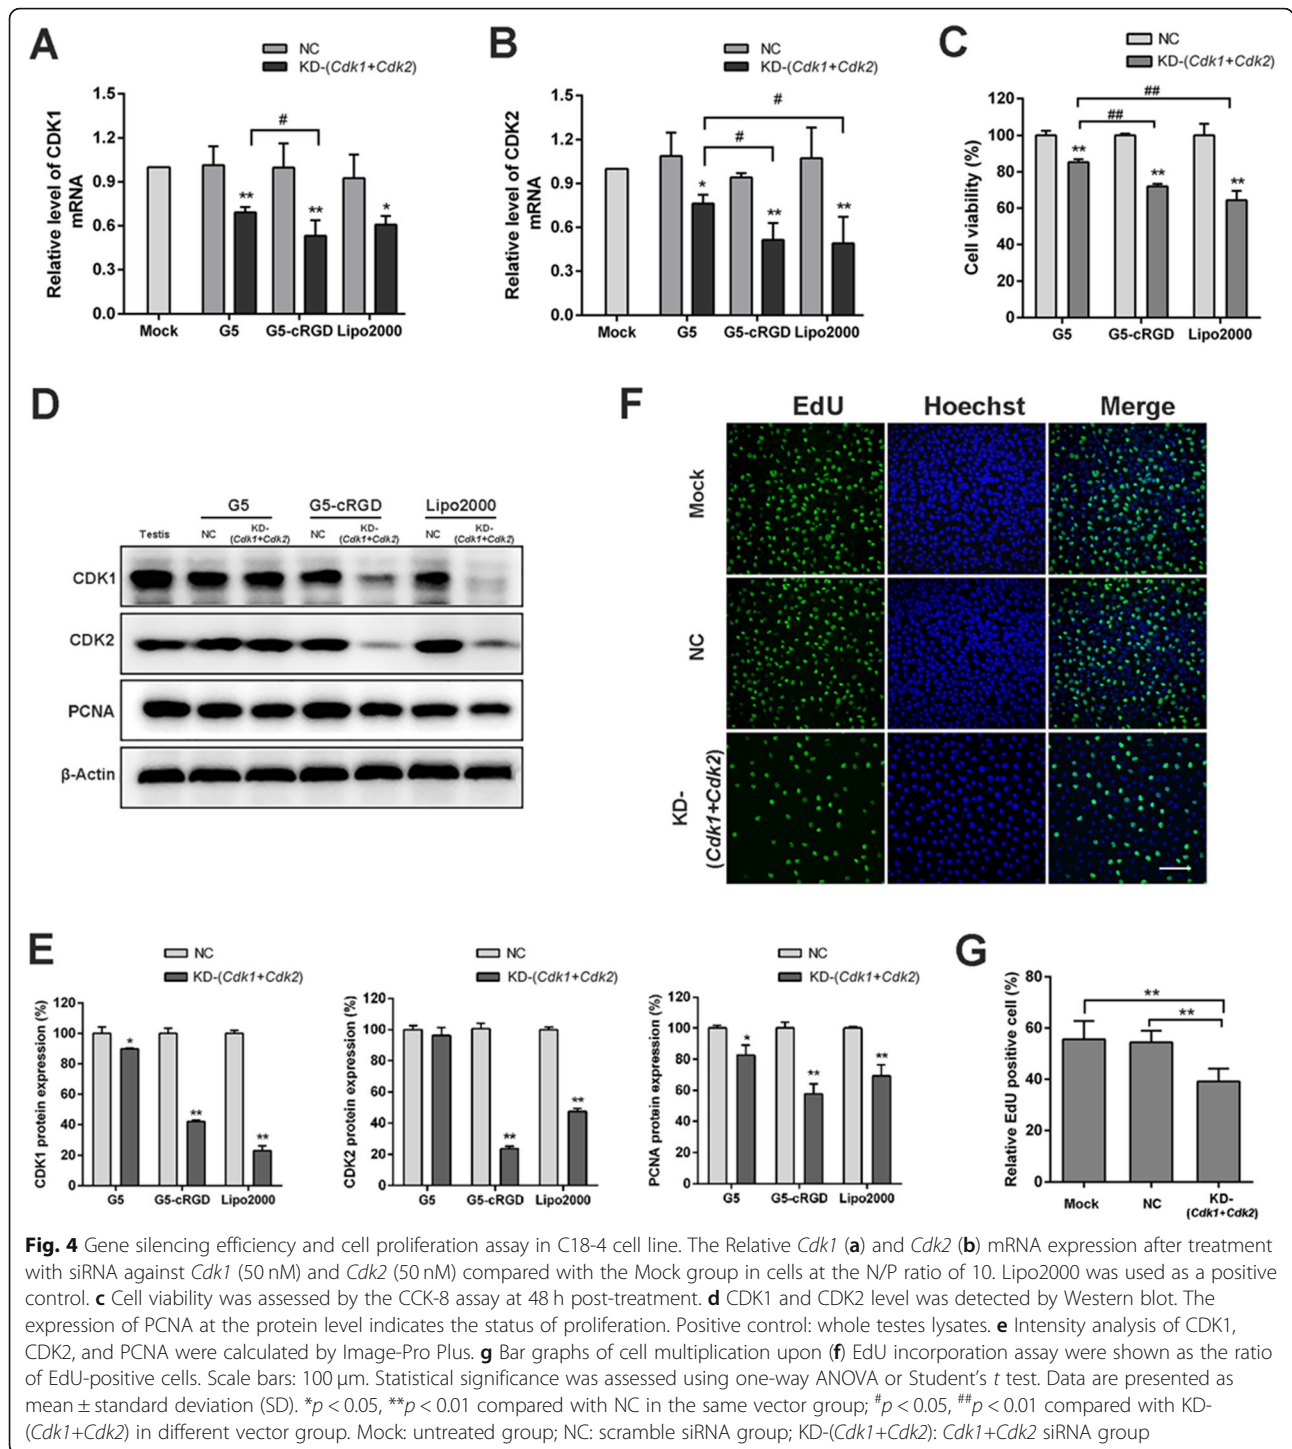 A
NC
KD-(Cdk1+Cdk2)
Relative level of CDK1
mRNA
1.5
1.2
0.9
0.6
0.3
0.0
#
**
**
*
Mock
G5
G5-cRGD
Lipo2000
B
NC
KD-(Cdk1+Cdk2)
Relative level of CDK2
mRNA
1.5
1.2
0.9
0.6
0.3
0.0
#
#
*
**
**
Mock
G5
G5-cRGD
Lipo2000
C
NC
KD-(Cdk1+Cdk2)
Cell viability (%)
120
100
80
60
40
20
0
##
##
**
**
**
G5
G5-cRGD
Lipo2000
D
G5
G5-cRGD
Lipo2000
Testis
NC
KD-
(Cdk1+Cdk2)
NC
KD-
(Cdk1+Cdk2)
NC
KD-
(Cdk1+Cdk2)
CDK1
CDK2
PCNA
β-Actin
F
EdU
Hoechst
Merge
Mock
NC
KD-
(Cdk1+Cdk2)
E
NC
KD-(Cdk1+Cdk2)
CDK1 protein expression (%)
120
100
80
60
40
20
0
*
**
**
G5
G5-cRGD
Lipo2000
NC
KD-(Cdk1+Cdk2)
CDK2 protein expression (%)
120
100
80
60
40
20
0
**
**
G5
G5-cRGD
Lipo2000
NC
KD-(Cdk1+Cdk2)
PCNA protein expression (%)
120
100
80
60
40
20
0
*
**
**
G5
G5-cRGD
Lipo2000
G
Relative EdU positive cell (%)
80
60
40
20
0
**
**
Mock
NC
KD-
(Cdk1+Cdk2)
Fig. 4 Gene silencing efficiency and cell proliferation assay in C18-4 cell line. The Relative Cdk1 (a) and Cdk2 (b) mRNA expression after treatment
with siRNA against Cdk1 (50 nM) and Cdk2 (50 nM) compared with the Mock group in cells at the N/P ratio of 10. Lipo2000 was used as a positive
control. c Cell viability was assessed by the CCK-8 assay at 48 h post-treatment. d CDK1 and CDK2 level was detected by Western blot. The
expression of PCNA at the protein level indicates the status of proliferation. Positive control: whole testes lysates. e Intensity analysis of CDK1,
CDK2, and PCNA were calculated by Image-Pro Plus. g Bar graphs of cell multiplication upon (f) EdU incorporation assay were shown as the ratio
of EdU-positive cells. Scale bars: 100 μm. Statistical significance was assessed using one-way ANOVA or Student's t test. Data are presented as
mean ± standard deviation (SD). *p < 0.05, **p < 0.01 compared with NC in the same vector group; #p < 0.05, ##p < 0.01 compared with KD-
(Cdk1+Cdk2) in different vector group. Mock: untreated group; NC: scramble siRNA group; KD-(Cdk1+Cdk2): Cdk1+Cdk2 siRNA group